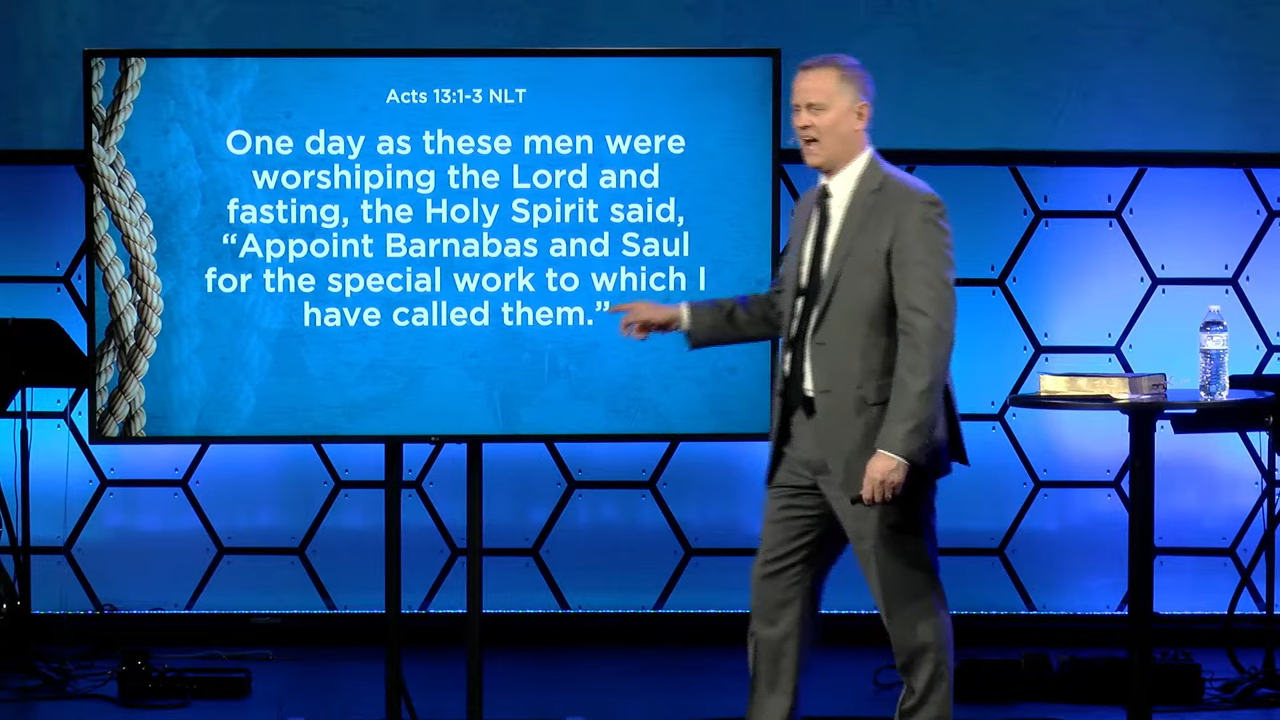 Acts 13:1-3 NLT
One day as these men were
worshiping the Lord and
fasting, the Holy Spirit said,
“Appoint Barnabas and Saul
for the special work to which I
have called them.”